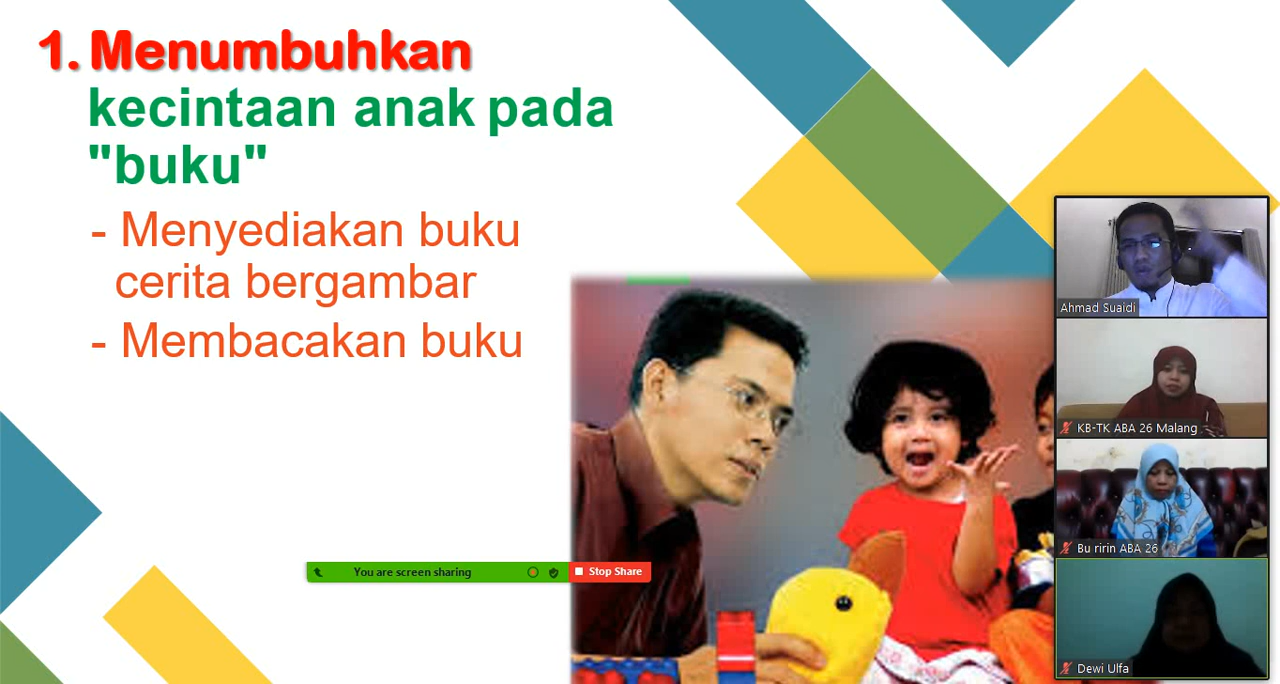 1. Menumbuhkan
kecintaan anak pada
"buku"
- Menyediakan buku
cerita bergambar
- Membacakan buku
You are screen sharing
Stop Share
Ahmad Suaidi
KB-TK ABA 26 Malang
Bu ririn ABA 26
Dewi Ulfa